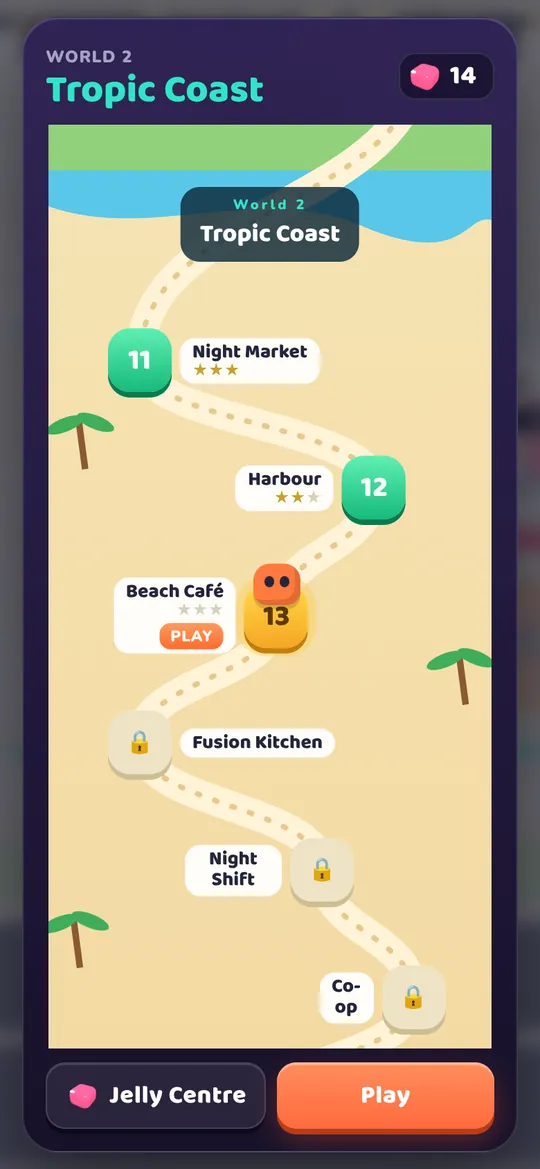 WORLD 2
Tropic Coast
14
World 2
Tropic Coast
11
Night Market
Harbour
12
Beach Café
PLAY
13
Fusion Kitchen
Night
Shift
Co-
op
Jelly Centre
Play